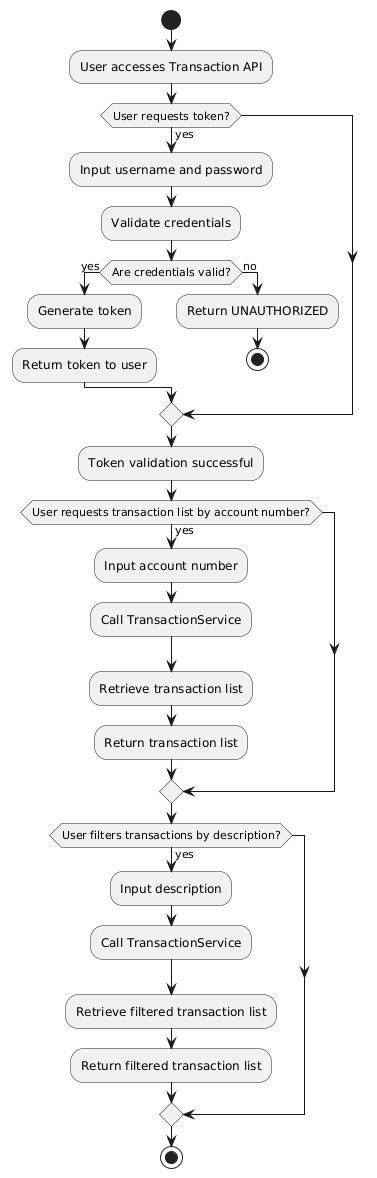 User accesses Transaction API
User requests token?
yes
Input username and password
Validate credentials
yes
Are credentials valid?
no
Generate token
Return UNAUTHORIZED
Return token to user
Token validation successful
User requests transaction list by account number?
yes
Input account number
Call TransactionService
Retrieve transaction list
Return transaction list
User filters transactions by description?
yes
Input description
Call TransactionService
Retrieve filtered transaction list
Return filtered transaction list